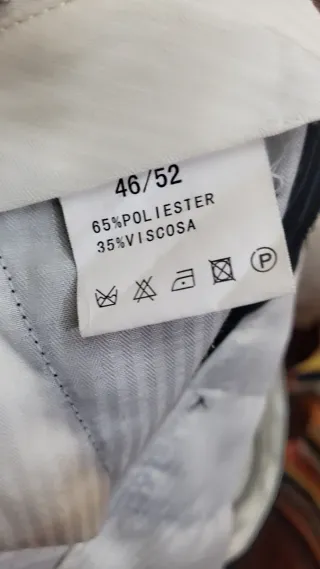 46/52
65%POLIESTER
35%VISCOSA
P